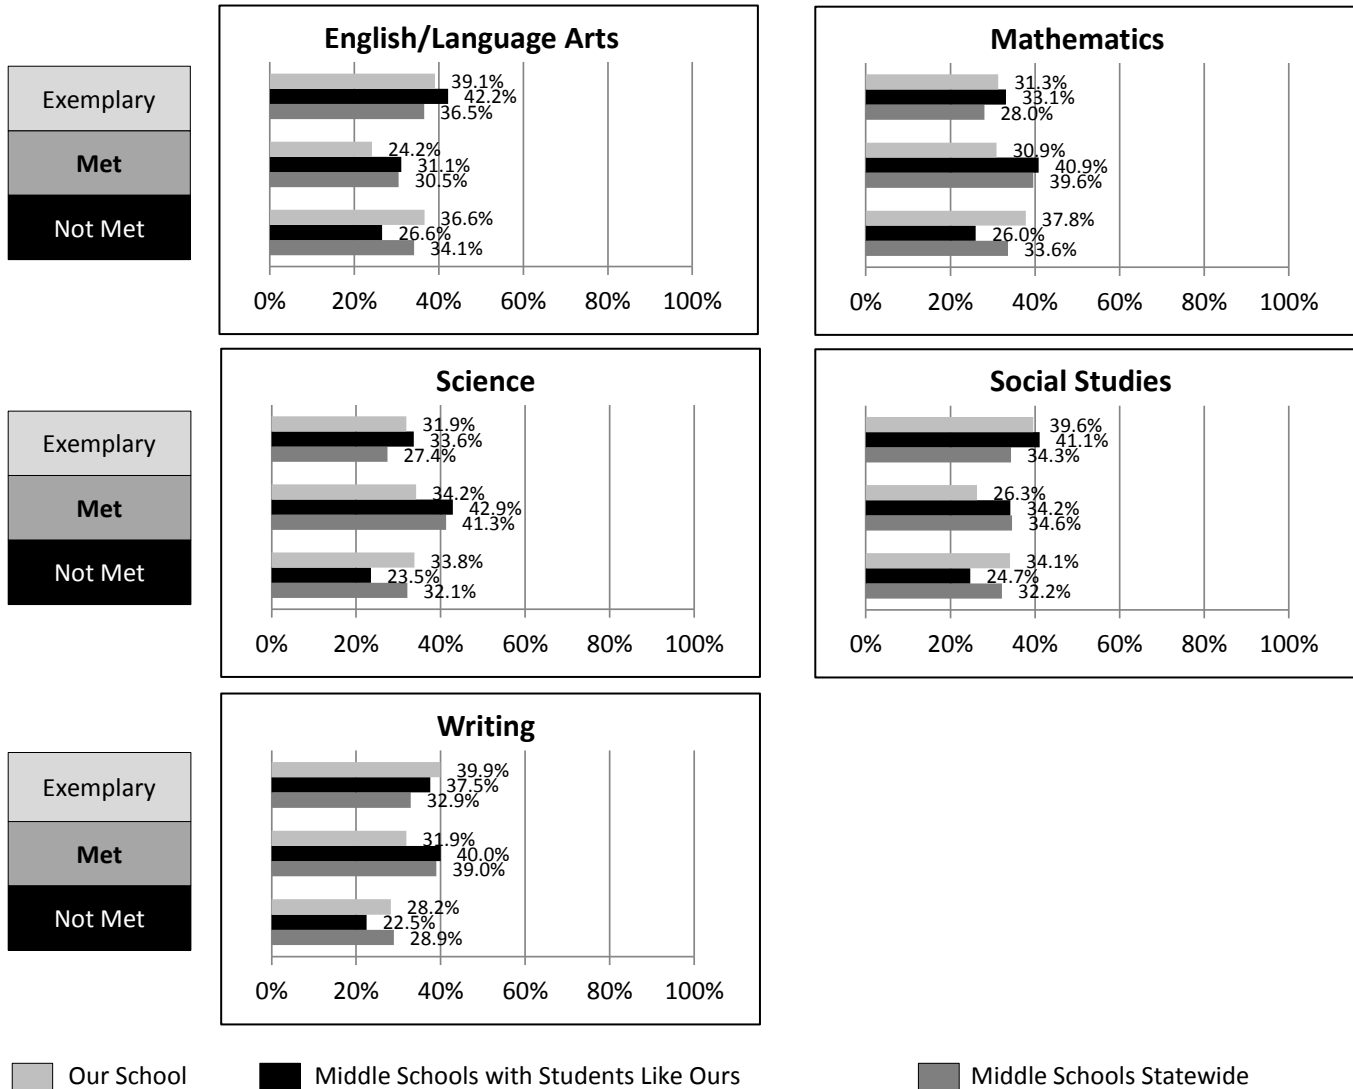 English/Language Arts
Exemplary
Met
Not Met
39.1%
42.2%
36.5%
24.2%
31.1%
30.5%
36.6%
26.6%
34.1%
0% 20% 40% 60% 80% 100%
Mathematics
31.3%
33.1%
28.0%
30.9%
40.9%
39.6%
37.8%
26.0%
33.6%
0% 20% 40% 60% 80% 100%
Science
Exemplary
Met
Not Met
31.9%
33.6%
27.4%
34.2%
42.9%
41.3%
33.8%
23.5%
32.1%
0% 20% 40% 60% 80% 100%
Social Studies
39.6%
41.1%
34.3%
26.3%
34.2%
34.6%
34.1%
24.7%
32.2%
0% 20% 40% 60% 80% 100%
Writing
Exemplary
Met
Not Met
39.9%
37.5%
32.9%
31.9%
40.0%
39.0%
28.2%
22.5%
28.9%
0% 20% 40% 60% 80% 100%
Our School Middle Schools with Students Like Ours Middle Schools Statewide